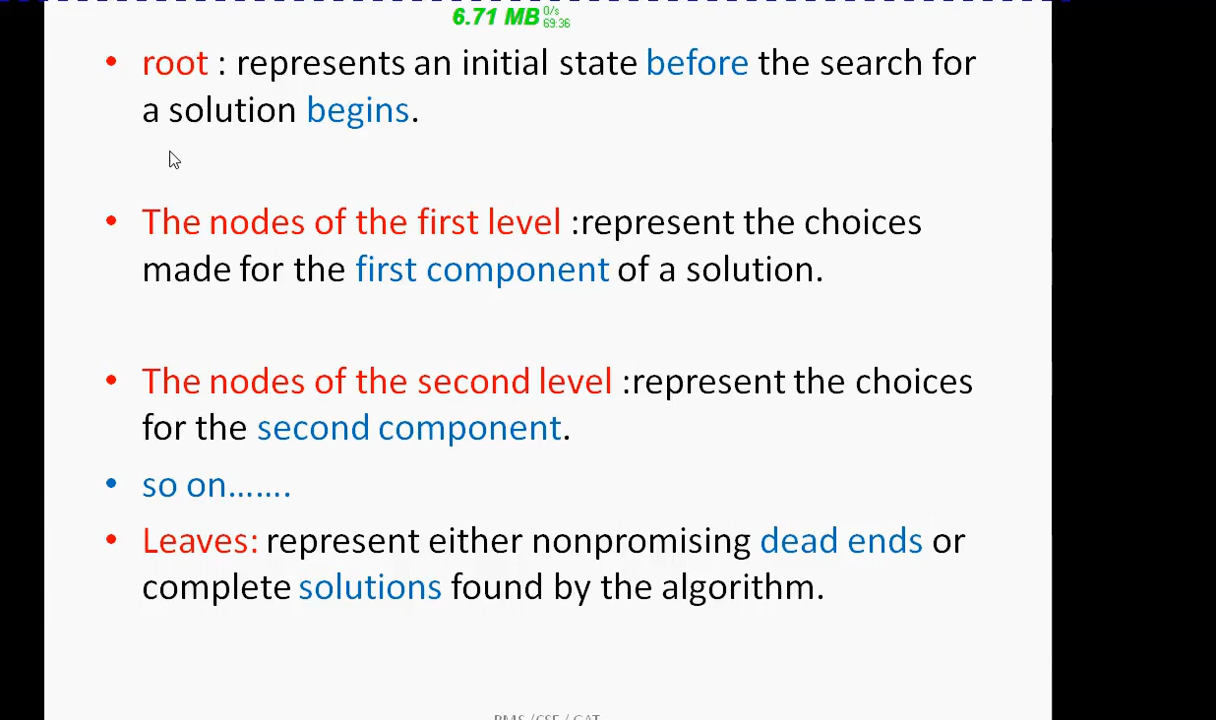 6.71 MB 0/s
69:36
• root : represents an initial state before the search for
a solution begins.
• The nodes of the first level :represent the choices
made for the first component of a solution.
• The nodes of the second level :represent the choices
for the second component.
• so on…….
• Leaves: represent either nonpromising dead ends or
complete solutions found by the algorithm.